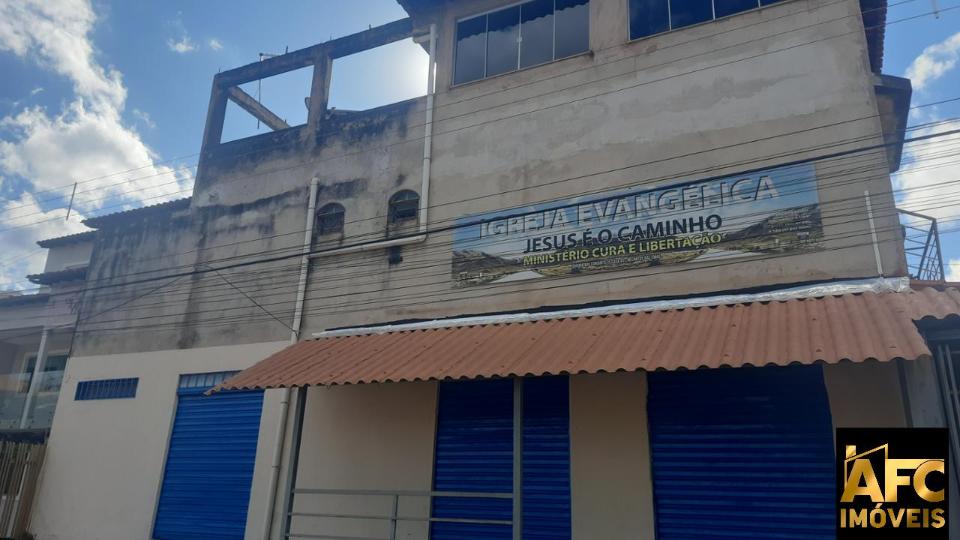 IGREJA EVANGÉLICA
JESUS É O CAMINHO
MINISTÉRIO CURA E LIBERTAÇÃO
AFC
IMÓVEIS